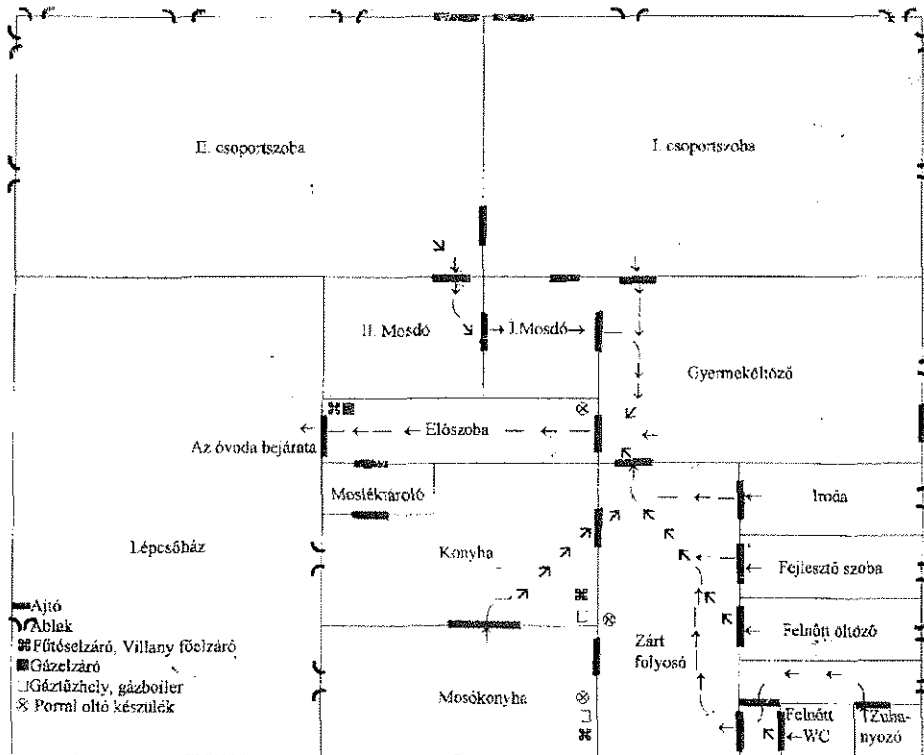 II. csoportszoba
I. csoportszoba
II. Mosdó
I. Mosdó
Gyermeköltöző
Az óvoda bejárata
Előszoba
Mosléktároló
Iroda
Lépcsőház
Konyha
Fejlesztő szoba
Felnőtt öltöző
Zárt
folyosó
Mosókonyha
Felnőtt
WC
Zuha-
nyozó
Ajtó
Ablak
Fűtéselzáró, Villany főelzáró
Gázelzáró
Gáztűzhely, gázboiler
Porral oltó készülék